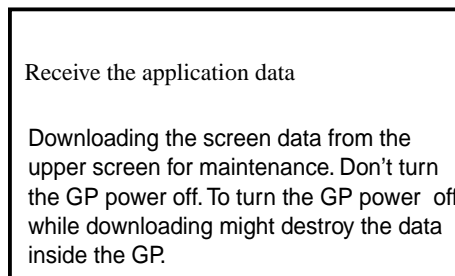 Receive the application data
Downloading the screen data from the
upper screen for maintenance. Don't turn
the GP power off. To turn the GP power off
while downloading might destroy the data
inside the GP.